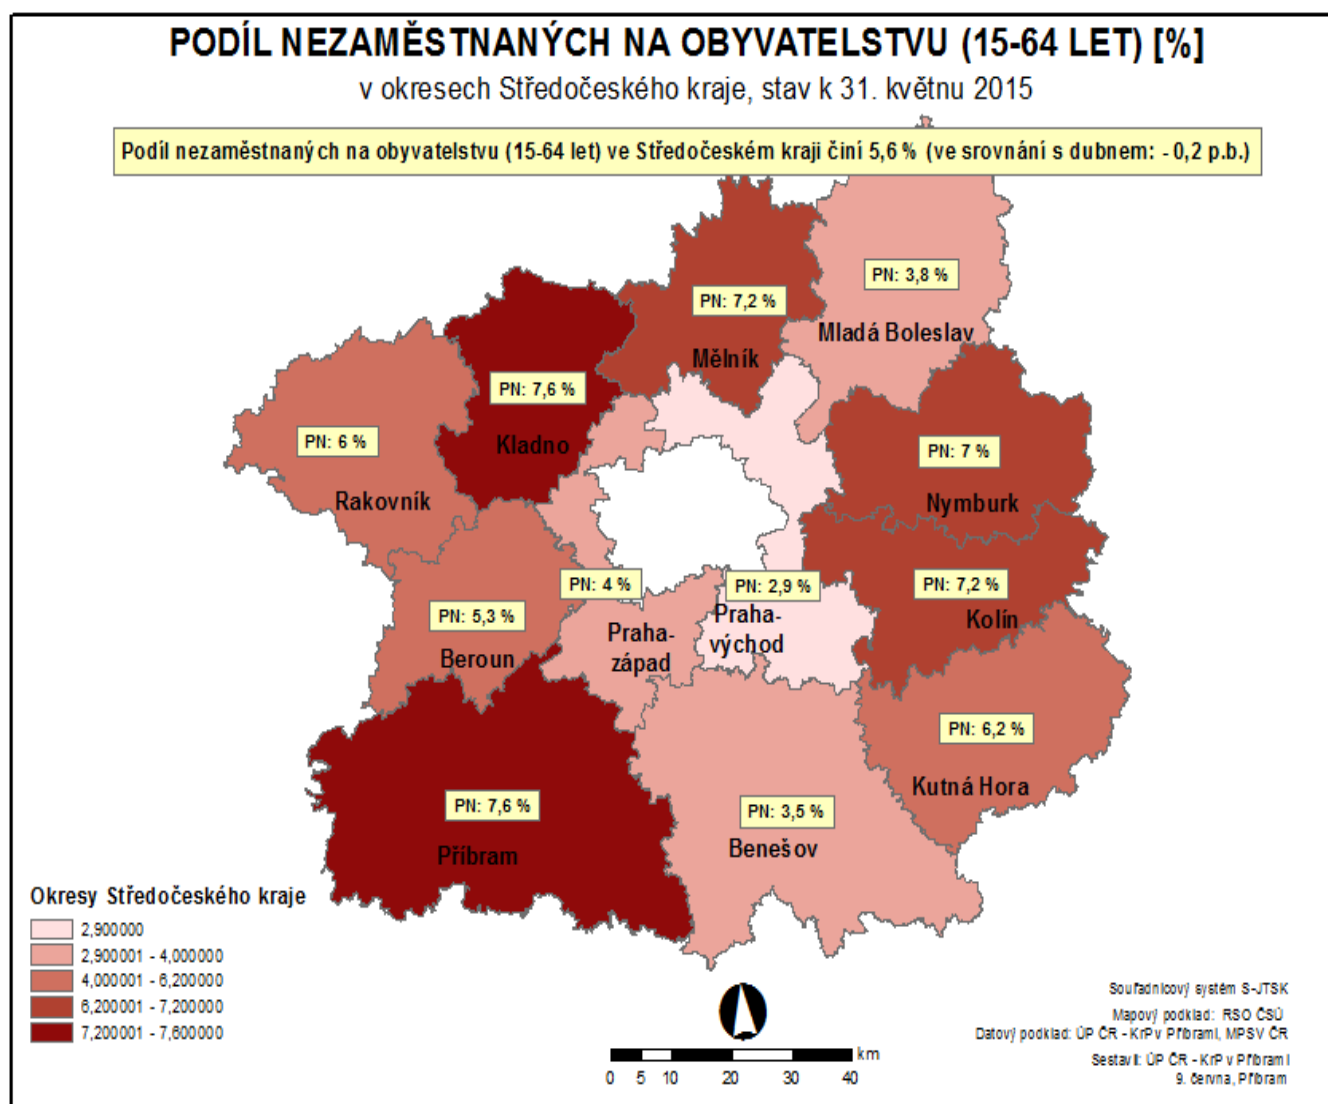 PODÍL NEZAMĚSTNANÝCH NA OBYVATELSTVU (15-64 LET) [%]
v okresech Středočeského kraje, stav k 31. květnu 2015
Podíl nezaměstnaných na obyvatelstvu (15-64 let) ve Středočeském kraji činí 5,6 % (ve srovnání s dubnem: - 0,2 p.b.)
PN: 3,8 %
Mladá Boleslav
PN: 7,2 %
Mělník
PN: 7,6 %
Kladno
PN: 6 %
Rakovník
PN: 7 %
Nymburk
PN: 4 %
Praha-
západ
PN: 2,9 %
Praha-
východ
PN: 7,2 %
Kolín
PN: 5,3 %
Beroun
PN: 6,2 %
Kutná Hora
PN: 7,6 %
Příbram
PN: 3,5 %
Benešov
Okresy Středočeského kraje
2,900000
2,900001 - 4,000000
4,000001 - 6,200000
6,200001 - 7,200000
7,200001 - 7,600000
km
0 5 10 20 30 40
Souřadnicový systém S-JTSK
Mapový podklad: RSO ČSÚ
Datový podklad: ÚP ČR - KrP v Příbrami, MPSV ČR
Sestavil: ÚP ČR - KrP v Příbrami
9. června, Příbram